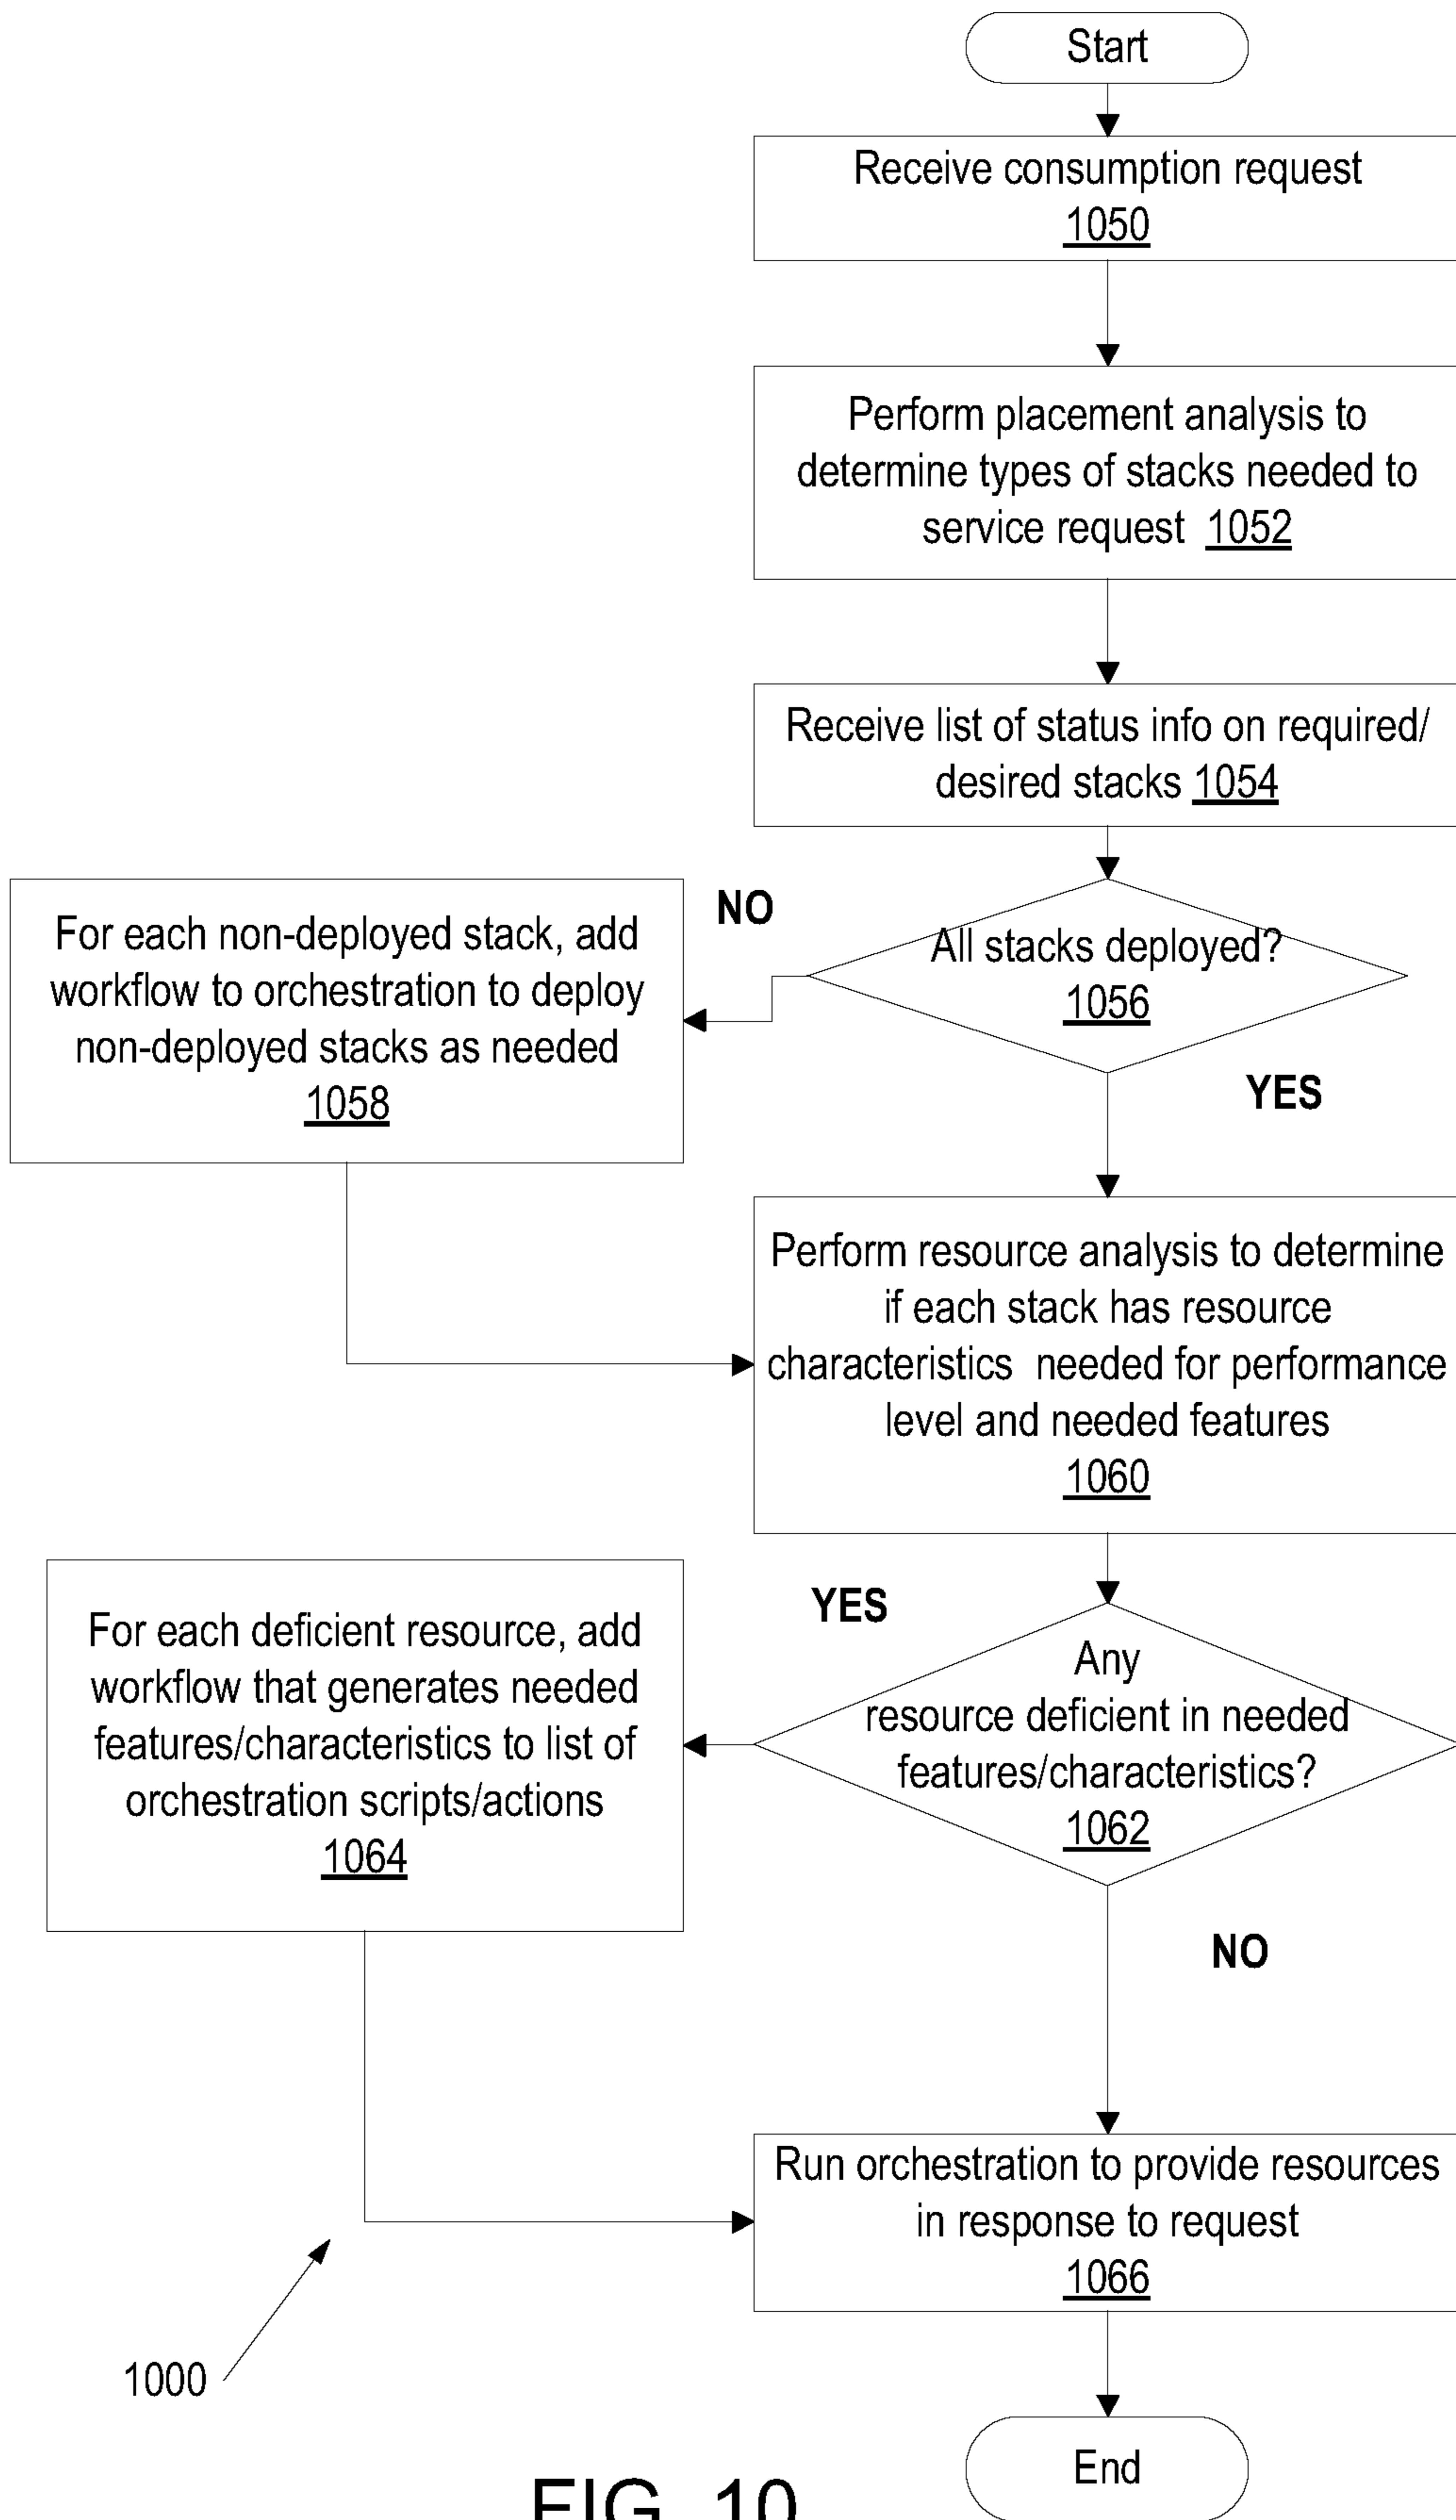 Start
Receive consumption request
1050
Perform placement analysis to
determine types of stacks needed to
service request 1052
Receive list of status info on required/
desired stacks 1054
All stacks deployed?
1056
NO
For each non-deployed stack, add
workflow to orchestration to deploy
non-deployed stacks as needed
1058
YES
Perform resource analysis to determine
if each stack has resource
characteristics needed for performance
level and needed features
1060
Any
resource deficient in needed
features/characteristics?
1062
YES
For each deficient resource, add
workflow that generates needed
features/characteristics to list of
orchestration scripts/actions
1064
NO
Run orchestration to provide resources
in response to request
1066
1000
End
FIG. 10